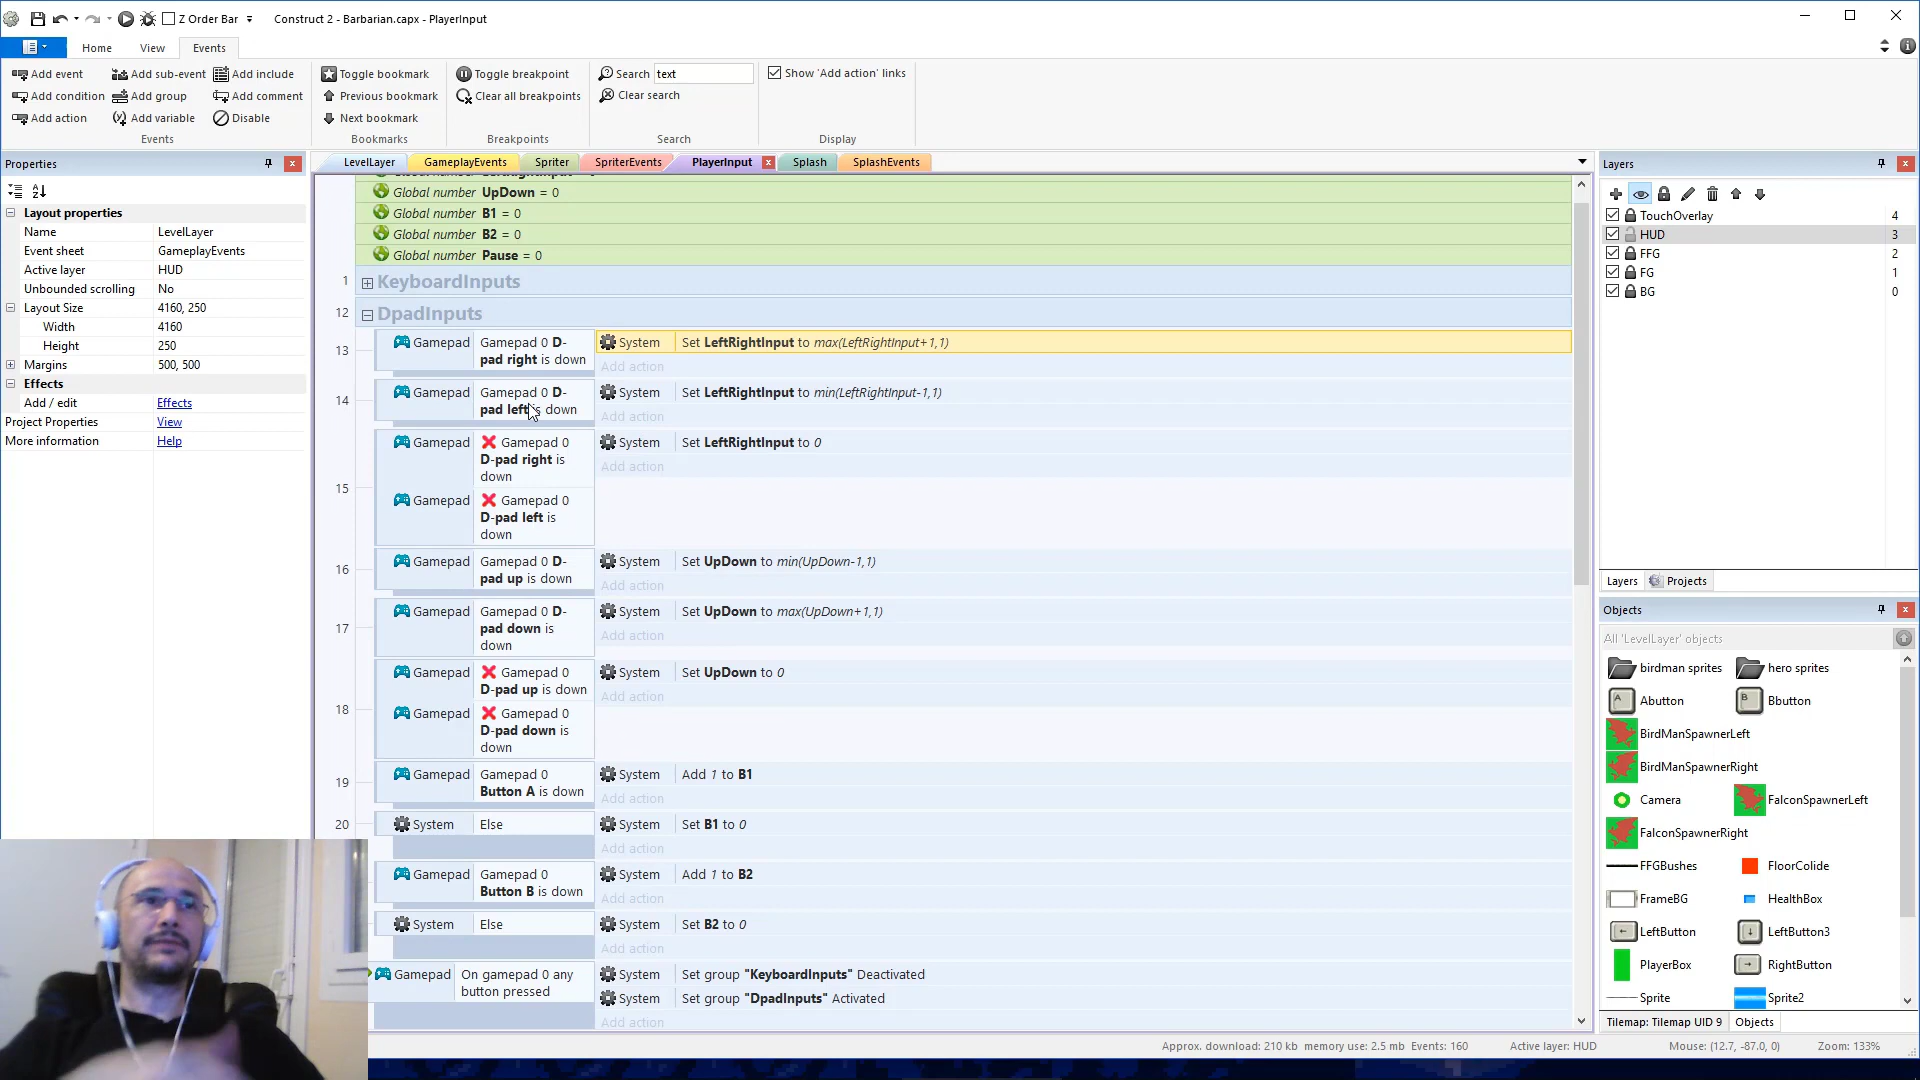 Z Order Bar
Construct 2 - Barbarian.capx - PlayerInput
Home View Events
Add event Add sub-event Add include
Add condition Add group Add comment
Add action Add variable Disable
Events
Toggle bookmark
Previous bookmark
Next bookmark
Bookmarks
Toggle breakpoint
Clear all breakpoints
Breakpoints
Search text
Clear search
Search
Show 'Add action' links
Display
Properties
Layout properties
Name LevelLayer
Event sheet GameplayEvents
Active layer HUD
Unbounded scrolling No
Layout Size 4160, 250
Width 4160
Height 250
Margins 500, 500
Effects
Add / edit Effects
Project Properties View
More information Help
LevelLayer GameplayEvents Spriter SpriterEvents PlayerInput Splash SplashEvents
Global number UpDown = 0
Global number B1 = 0
Global number B2 = 0
Global number Pause = 0
1 KeyboardInputs
12 DpadInputs
13 Gamepad Gamepad 0 D-
pad right is down
System Set LeftRightInput to max(LeftRightInput+1,1)
Add action
14 Gamepad Gamepad 0 D-
pad left is down
System Set LeftRightInput to min(LeftRightInput-1,1)
Add action
15 Gamepad Gamepad 0
D-pad right is
down
Gamepad Gamepad 0
D-pad left is
down
System Set LeftRightInput to 0
Add action
16 Gamepad Gamepad 0 D-
pad up is down
System Set UpDown to min(UpDown-1,1)
Add action
17 Gamepad Gamepad 0 D-
pad down is
down
System Set UpDown to max(UpDown+1,1)
Add action
18 Gamepad Gamepad 0
D-pad up is down
Gamepad Gamepad 0
D-pad down is
down
System Set UpDown to 0
Add action
19 Gamepad Gamepad 0
Button A is down
System Add 1 to B1
Add action
20 System Else
System Set B1 to 0
Add action
Gamepad Gamepad 0
Button B is down
System Add 1 to B2
Add action
System Else
System Set B2 to 0
Add action
Gamepad On gamepad 0 any
button pressed
System Set group "KeyboardInputs" Deactivated
System Set group "DpadInputs" Activated
Add action
Layers
TouchOverlay 4
HUD 3
FFG 2
FG 1
BG 0
Layers Projects
Objects
All 'LevelLayer' objects
birdman sprites hero sprites
Abutton Bbutton
BirdManSpawnerLeft
BirdManSpawnerRight
Camera FalconSpawnerLeft
FalconSpawnerRight
FFGBushes FloorColide
FrameBG HealthBox
LeftButton LeftButton3
PlayerBox RightButton
Sprite Sprite2
Tilemap: Tilemap UID 9 Objects
Approx. download: 210 kb memory use: 2.5 mb Events: 160 Active layer: HUD Mouse: (12.7, -87.0, 0) Zoom: 133%